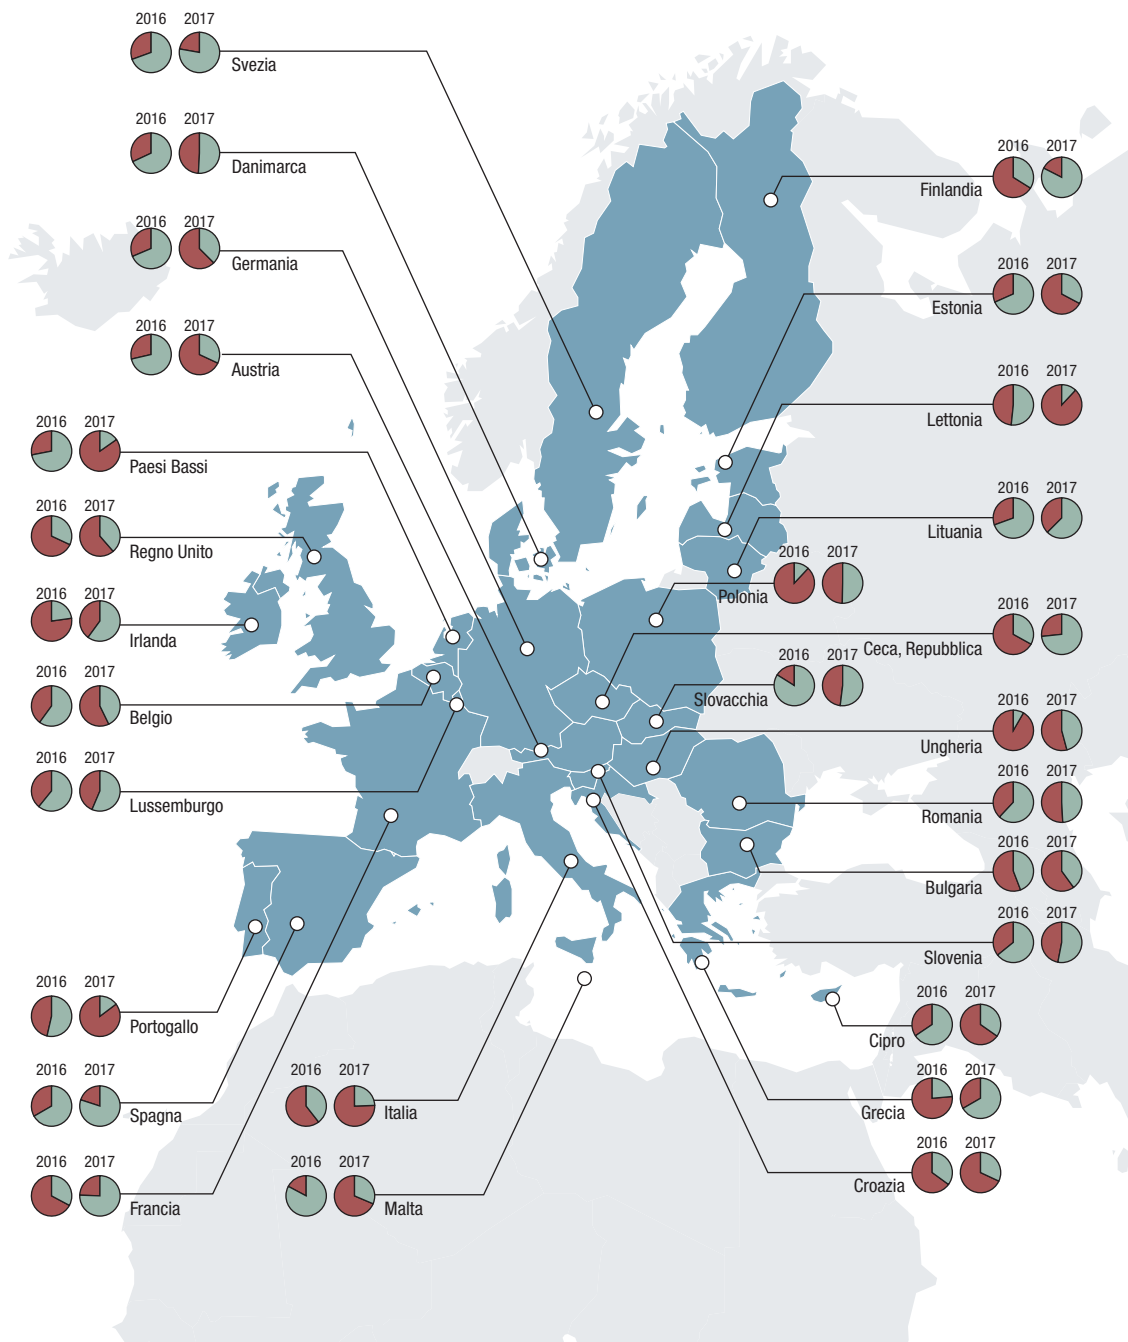 2016 2017
Svezia
2016 2017
Danimarca
2016 2017
Germania
2016 2017
Austria
2016 2017
Paesi Bassi
2016 2017
Regno Unito
2016 2017
Irlanda
2016 2017
Belgio
2016 2017
Lussemburgo
2016 2017
Portogallo
2016 2017
Spagna
2016 2017
Francia
2016 2017
Italia
2016 2017
Malta
2016 2017
Finlandia
2016 2017
Estonia
2016 2017
Lettonia
2016 2017
Lituania
2016 2017
Polonia
2016 2017
Ceca, Repubblica
2016 2017
Slovacchia
2016 2017
Ungheria
2016 2017
Romania
2016 2017
Bulgaria
2016 2017
Slovenia
2016 2017
Cipro
2016 2017
Grecia
2016 2017
Croazia